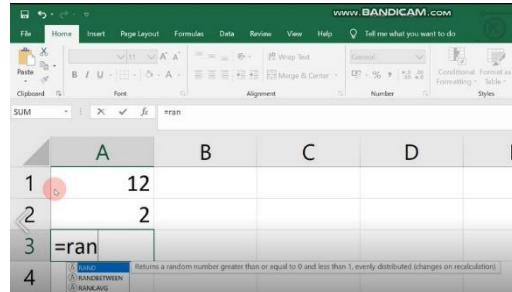 www.BANDICAM.com
File Home Insert Page Layout Formulas Data Review View Help Tell me what you want to do
Paste
B I U
A A
Wrap Text
Merge & Center
General
% 9
Conditional Format as
Formatting Table
Clipboard Font Alignment Number Styles
SUM fx =ran
A B C D
1 12
2 2
3 =ran
RAND Returns a random number greater than or equal to 0 and less than 1, evenly distributed (changes on recalculation)
RANDBETWEEN
4 RANK.AVG